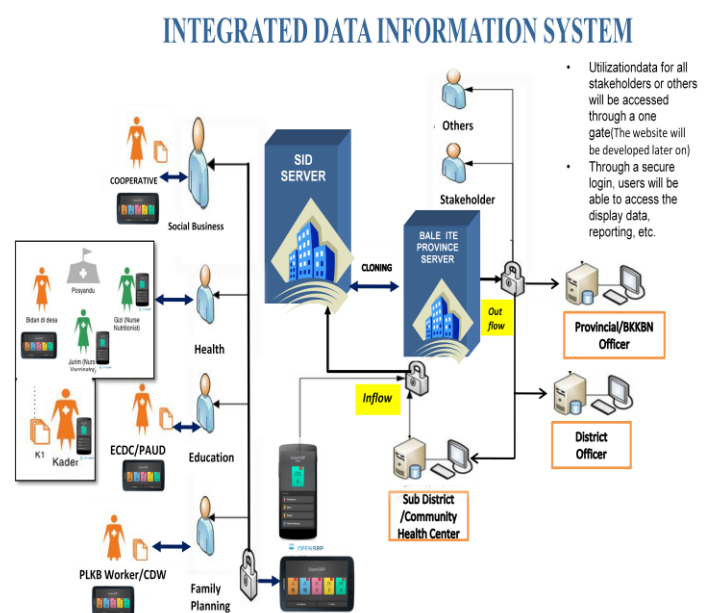 INTEGRATED DATA INFORMATION SYSTEM
• Utilizationdata for all
stakeholders or others
will be accessed
through a one
gate(The website will
be developed later on)
• Through a secure
login, users will be
able to access the
display data,
reporting, etc.
Others
Stakeholder
SID
SERVER
BALE ITE
PROVINCE
SERVER
CLONING
COOPERATIVE
Social Business
Posyandu
Bidan di desa
Gizi (Nurse
Nutritionist)
Jurim (Nurse
Vaccinator)
Health
K1
Kader
ECDC/PAUD
Education
PLKB Worker/CDW
Family
Planning
OPENSRP
Inflow
Out
flow
Provincial/BKKBN
Officer
District
Officer
Sub District
/Community
Health Center